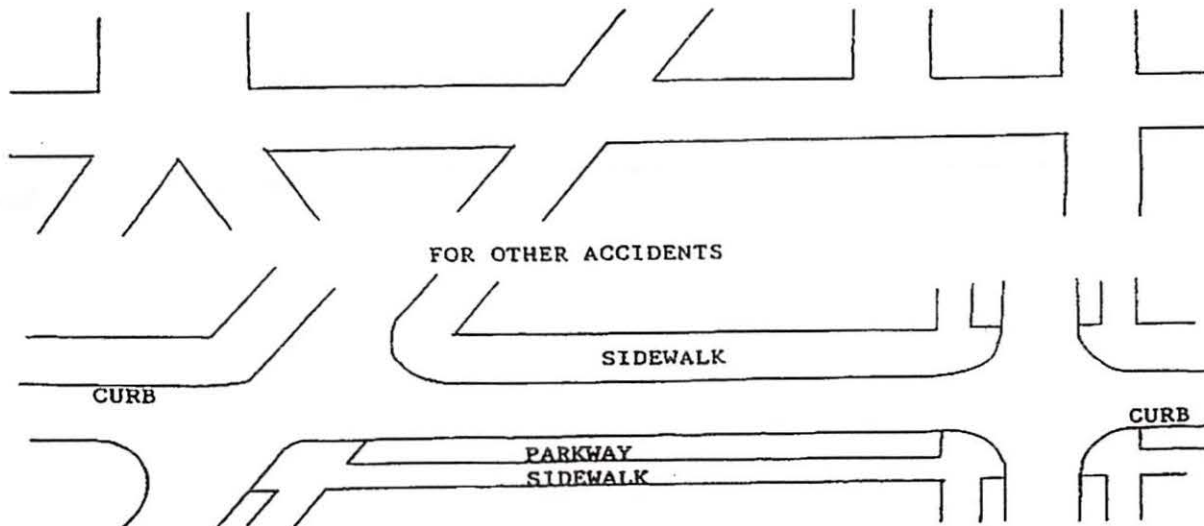 FOR OTHER ACCIDENTS
SIDEWALK
CURB
CURB
PARKWAY
SIDEWALK